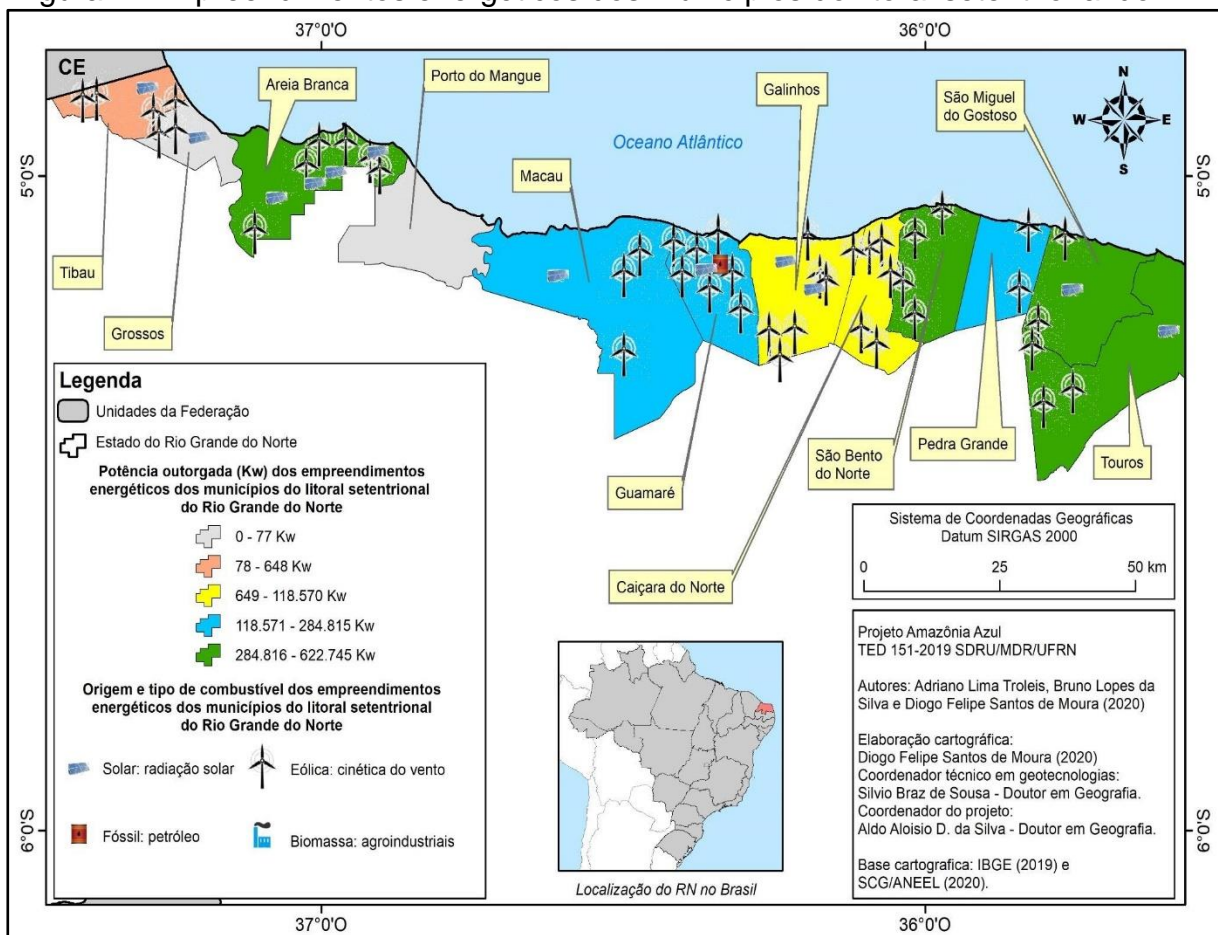 37°0'O
36°0'O
CE
Areia Branca
Porto do Mangue
Galinhos
São Miguel
do Gostoso
N
W
E
S
Oceano Atlântico
5°0'S
5°0'S
Macau
Tibau
Grossos
Guamaré
São Bento
do Norte
Pedra Grande
Touros
Caiçara do Norte
Legenda
Unidades da Federação
Estado do Rio Grande do Norte
Potência outorgada (Kw) dos empreendimentos
energéticos dos municípios do litoral setentrional
do Rio Grande do Norte
0 - 77 Kw
78 - 648 Kw
649 - 118.570 Kw
118.571 - 284.815 Kw
284.816 - 622.745 Kw
Origem e tipo de combustível dos empreendimentos
energéticos dos municípios do litoral setentrional
do Rio Grande do Norte
Solar: radiação solar
Eólica: cinética do vento
Fóssil: petróleo
Biomassa: agroindustriais
Sistema de Coordenadas Geográficas
Datum SIRGAS 2000
0 25 50 km
Projeto Amazônia Azul
TED 151-2019 SDRU/MDR/UFRN
Autores: Adriano Lima Troleis, Bruno Lopes da
Silva e Diogo Felipe Santos de Moura (2020)
Elaboração cartográfica:
Diogo Felipe Santos de Moura (2020)
Coordenador técnico em geotecnologias:
Silvio Braz de Sousa - Doutor em Geografia.
Coordenador do projeto:
Aldo Aloisio D. da Silva - Doutor em Geografia.
Base cartografica: IBGE (2019) e
SCG/ANEEL (2020).
Localização do RN no Brasil
6°0'S
6°0'S
37°0'O
36°0'O